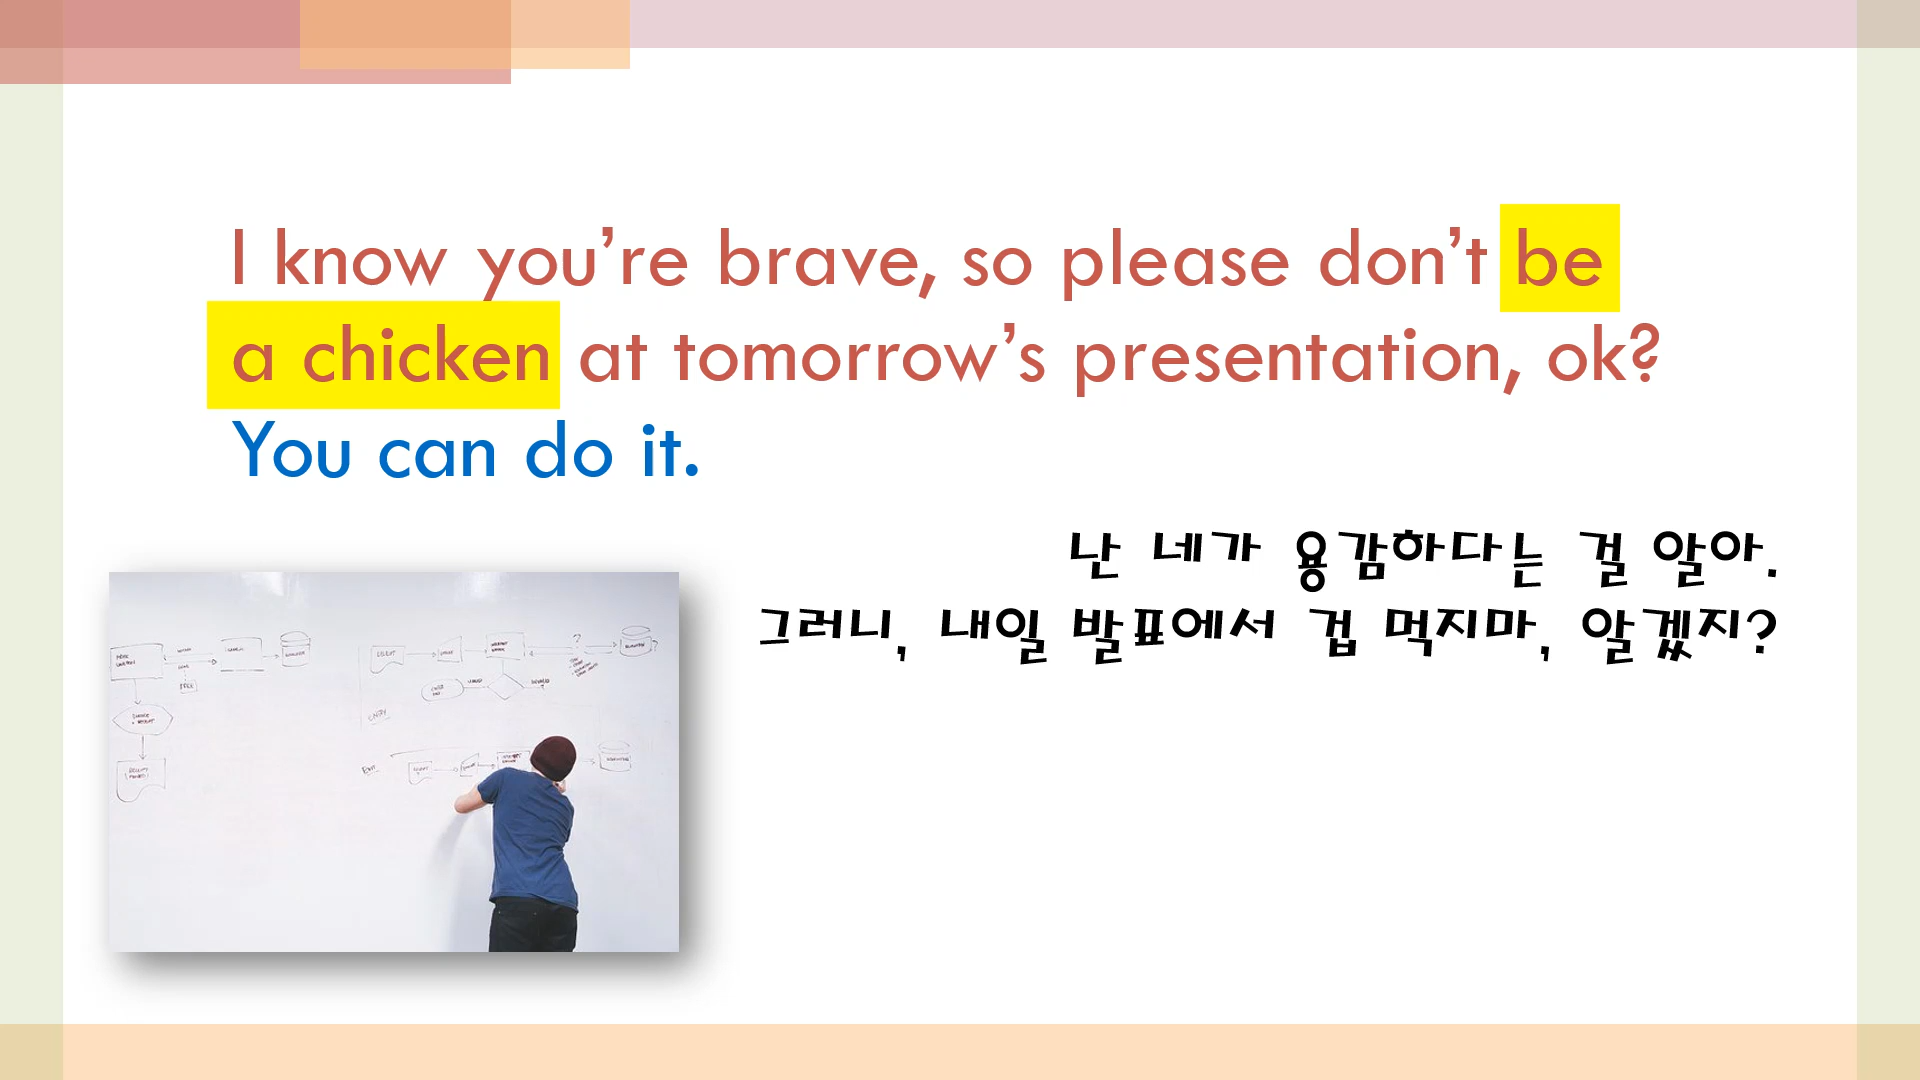 I know you’re brave, so please don’t be
a chicken at tomorrow’s presentation, ok?
You can do it.
난 네가 용감하다는 걸 알아.
그러니, 내일 발표에서 겁 먹지마, 알겠지?